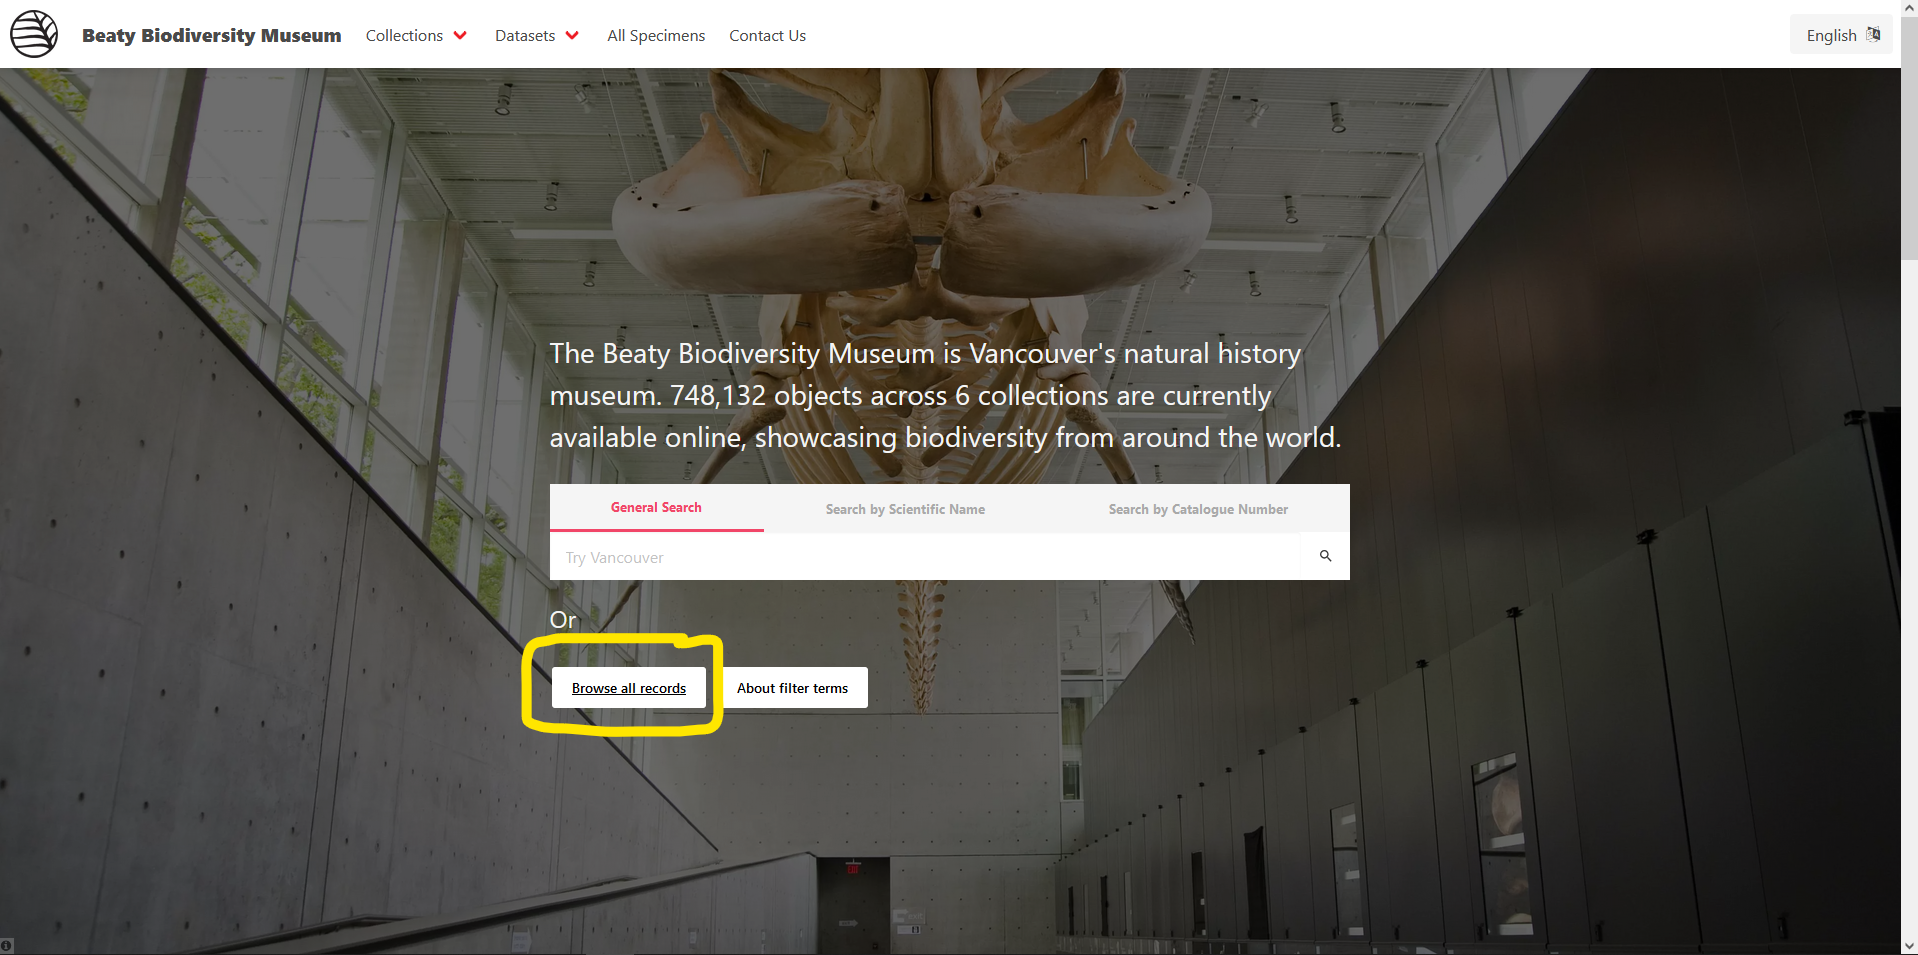 Beaty Biodiversity Museum Collections Datasets All Specimens Contact Us English
The Beaty Biodiversity Museum is Vancouver's natural history
museum. 748,132 objects across 6 collections are currently
available online, showcasing biodiversity from around the world.
General Search Search by Scientific Name Search by Catalogue Number
Try Vancouver
Or
Browse all records About filter terms